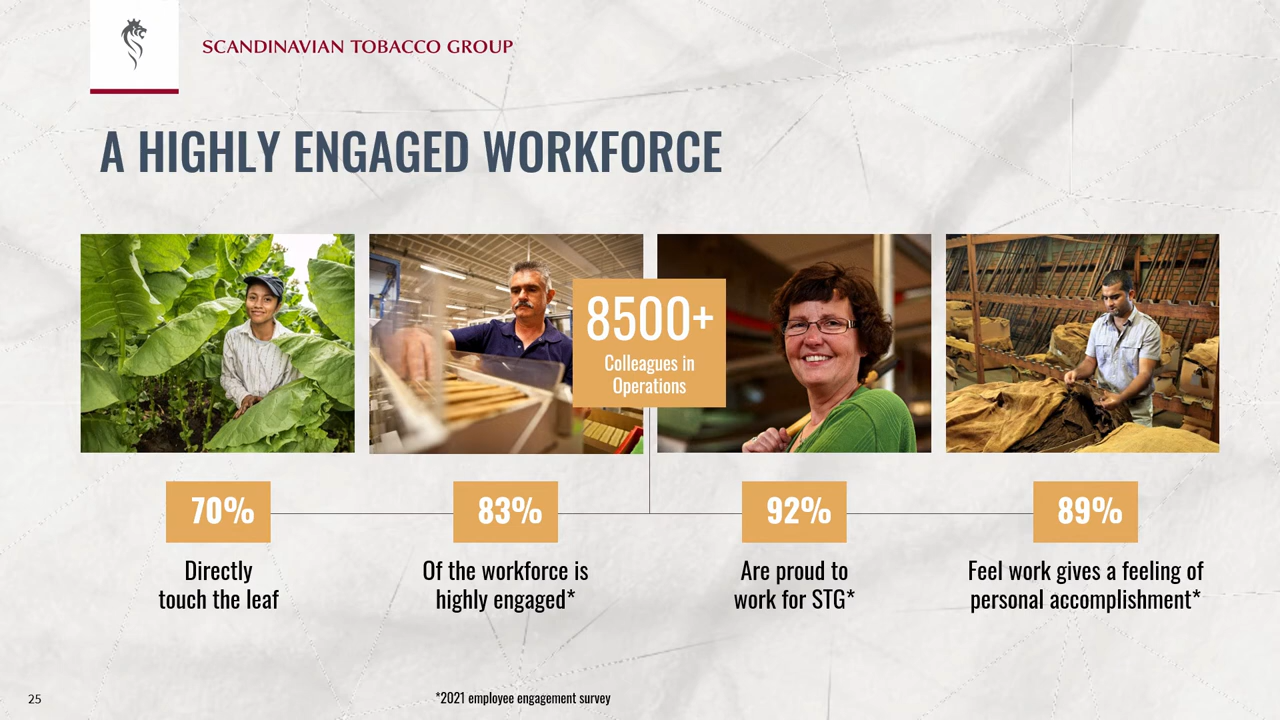 SCANDINAVIAN TOBACCO GROUP
A HIGHLY ENGAGED WORKFORCE
8500+
Colleagues in
Operations
70%
Directly
touch the leaf
83%
Of the workforce is
highly engaged*
92%
Are proud to
work for STG*
89%
Feel work gives a feeling of
personal accomplishment*
25
*2021 employee engagement survey